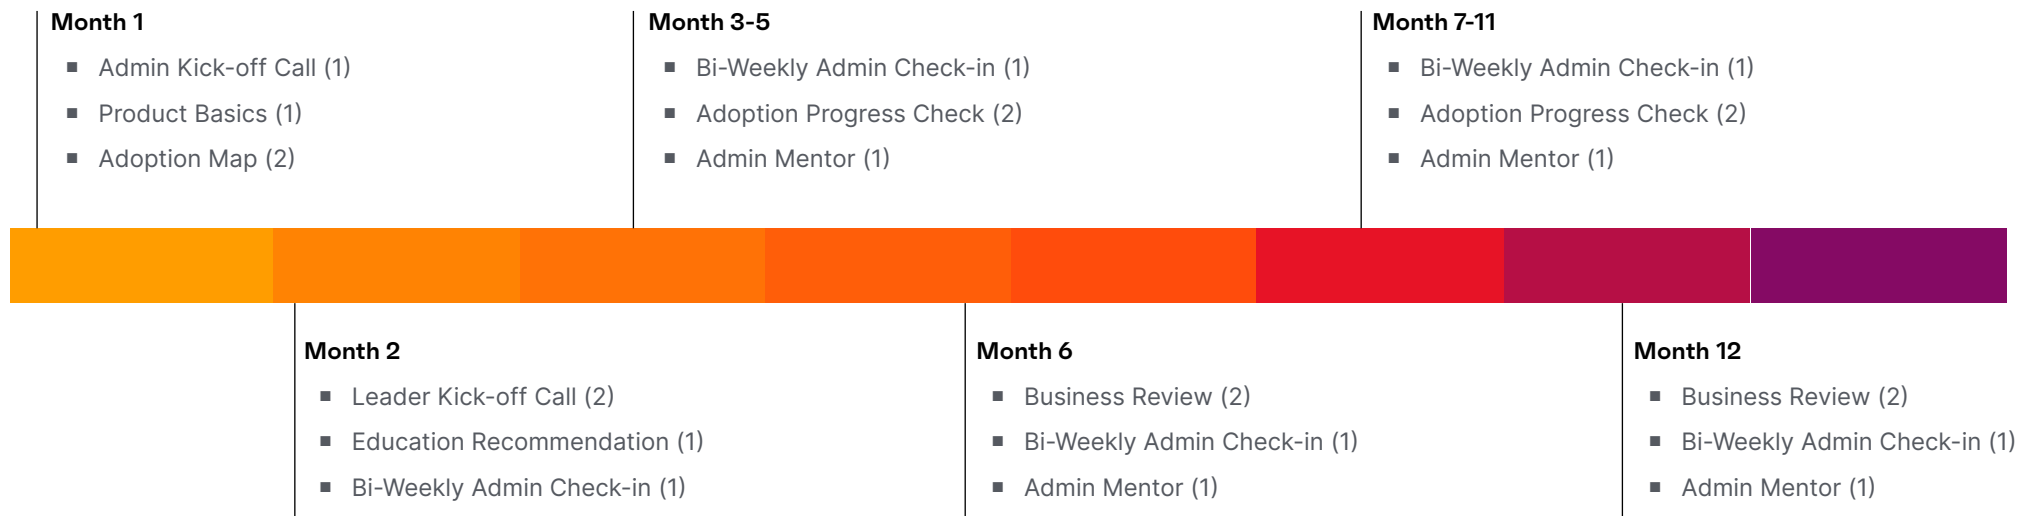 Month 1
▪ Admin Kick-off Call (1)
▪ Product Basics (1)
▪ Adoption Map (2)
Month 2
▪ Leader Kick-off Call (2)
▪ Education Recommendation (1)
▪ Bi-Weekly Admin Check-in (1)
Month 3-5
▪ Bi-Weekly Admin Check-in (1)
▪ Adoption Progress Check (2)
▪ Admin Mentor (1)
Month 6
▪ Business Review (2)
▪ Bi-Weekly Admin Check-in (1)
▪ Admin Mentor (1)
Month 7-11
▪ Bi-Weekly Admin Check-in (1)
▪ Adoption Progress Check (2)
▪ Admin Mentor (1)
Month 12
▪ Business Review (2)
▪ Bi-Weekly Admin Check-in (1)
▪ Admin Mentor (1)